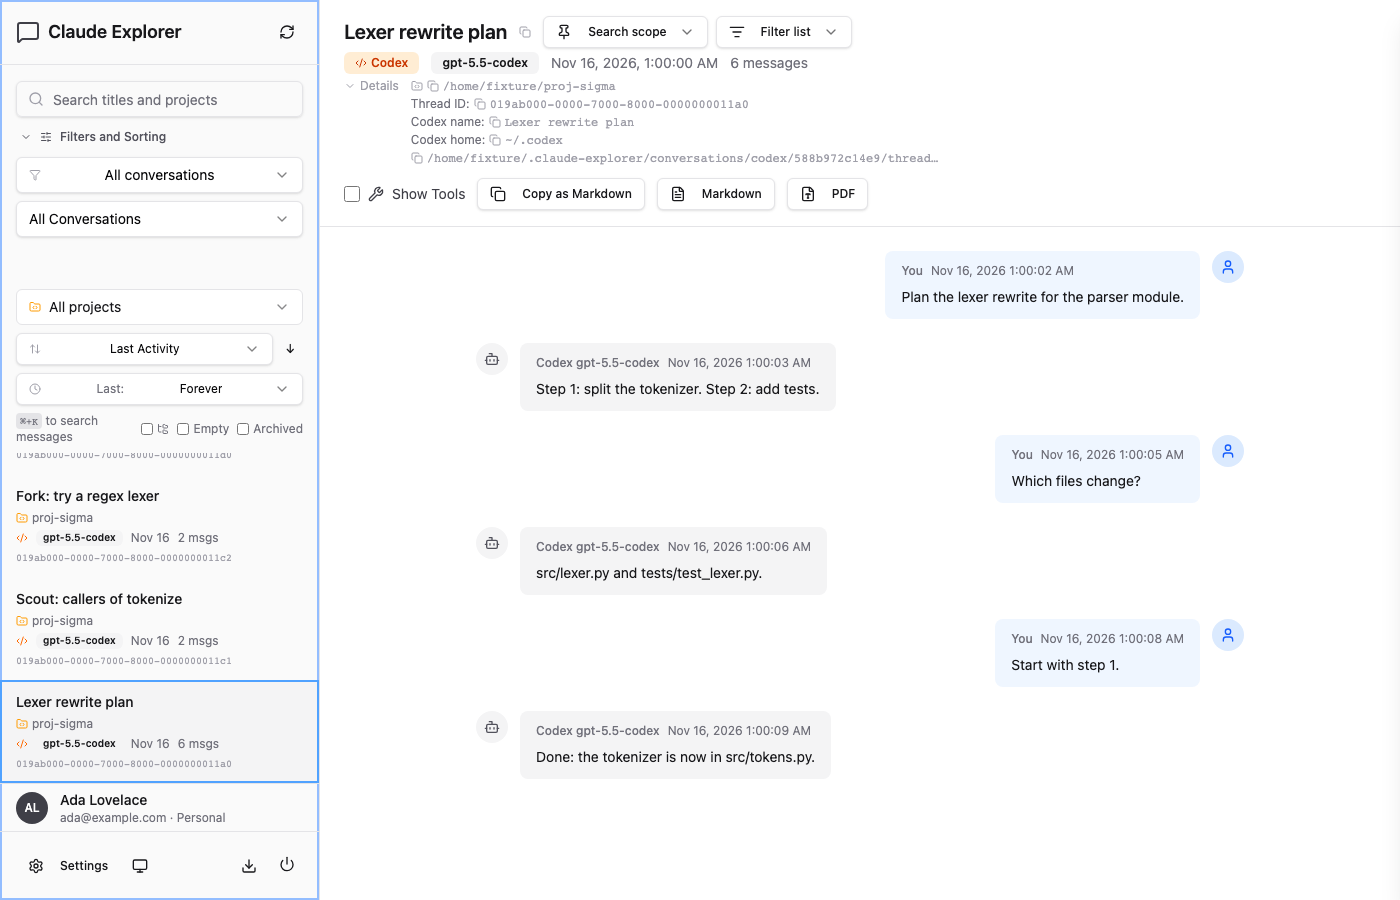 Claude Explorer
Search titles and projects
Filters and Sorting
All conversations
All Conversations
All projects
Last Activity
Last: Forever
⌘+K to search messages
Empty
Archived
019ab000-0000-7000-8000-0000000011d0
Fork: try a regex lexer
proj-sigma
gpt-5.5-codex Nov 16 2 msgs
019ab000-0000-7000-8000-0000000011c2
Scout: callers of tokenize
proj-sigma
gpt-5.5-codex Nov 16 2 msgs
019ab000-0000-7000-8000-0000000011c1
Lexer rewrite plan
proj-sigma
gpt-5.5-codex Nov 16 6 msgs
019ab000-0000-7000-8000-0000000011a0
AL
Ada Lovelace
ada@example.com · Personal
Settings
Lexer rewrite plan
Search scope
Filter list
Codex gpt-5.5-codex Nov 16, 2026, 1:00:00 AM 6 messages
Details
/home/fixture/proj-sigma
Thread ID: 019ab000-0000-7000-8000-0000000011a0
Codex name: Lexer rewrite plan
Codex home: ~/.codex
/home/fixture/.claude-explorer/conversations/codex/588b972c14e9/thread…
Show Tools
Copy as Markdown
Markdown
PDF
You Nov 16, 2026 1:00:02 AM
Plan the lexer rewrite for the parser module.
Codex gpt-5.5-codex Nov 16, 2026 1:00:03 AM
Step 1: split the tokenizer. Step 2: add tests.
You Nov 16, 2026 1:00:05 AM
Which files change?
Codex gpt-5.5-codex Nov 16, 2026 1:00:06 AM
src/lexer.py and tests/test_lexer.py.
You Nov 16, 2026 1:00:08 AM
Start with step 1.
Codex gpt-5.5-codex Nov 16, 2026 1:00:09 AM
Done: the tokenizer is now in src/tokens.py.